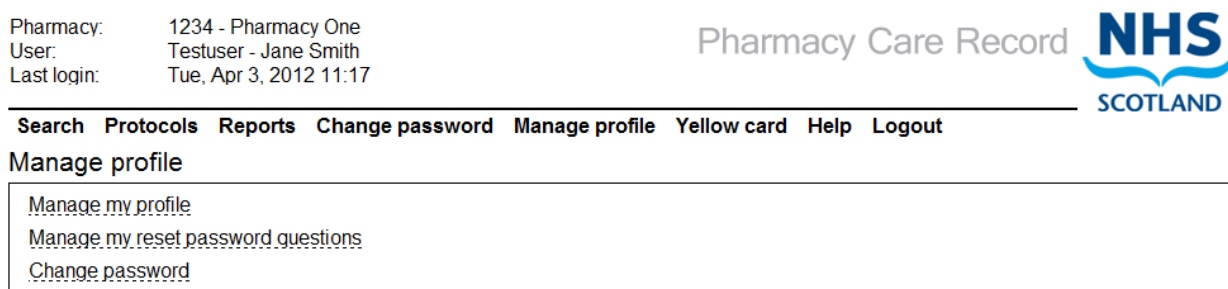 Pharmacy: 1234 - Pharmacy One
User: Testuser - Jane Smith
Last login: Tue, Apr 3, 2012 11:17
Pharmacy Care Record
NHS
SCOTLAND
Search Protocols Reports Change password Manage profile Yellow card Help Logout
Manage profile
Manage my profile
Manage my reset password questions
Change password